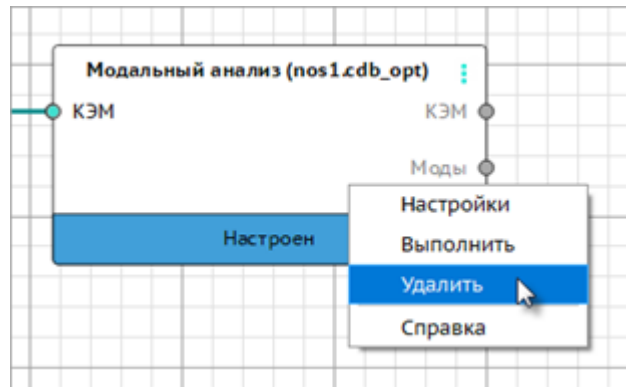 Модальный анализ (nos1.cdb_opt)
КЭМ
КЭМ
Моды
Настроен
Настройки
Выполнить
Удалить
Справка